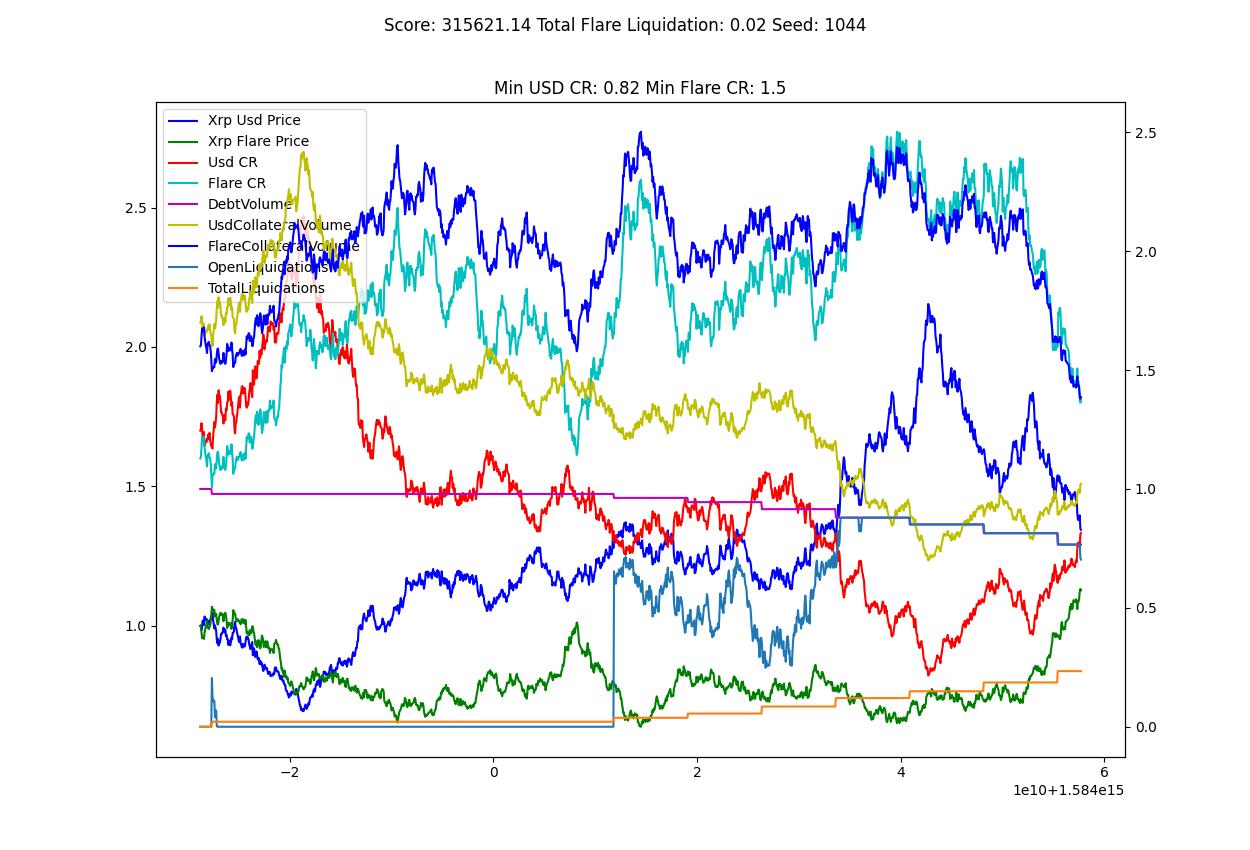 Score: 315621.14 Total Flare Liquidation: 0.02 Seed: 1044
Min USD CR: 0.82 Min Flare CR: 1.5
Xrp Usd Price
Xrp Flare Price
Usd CR
Flare CR
DebtVolume
UsdCollateralVolume
FlareCollateralVolume
OpenLiquidations
TotalLiquidations
2.5
2.0
1.5
1.0
2.5
2.0
1.5
1.0
0.5
0.0
−2
0
2
4
6
1e10+1.584e15